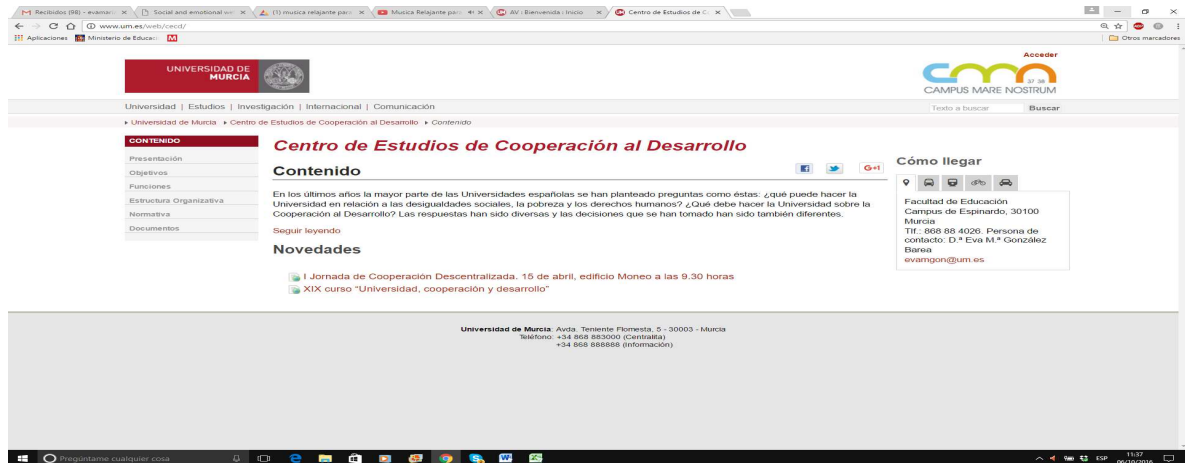 Recibidos (98) - evamar
Social and emotional
(1) musica relajante para
Musica Relajante para
AV : Bienvenida : Inicio
Centro de Estudios de C
www.um.es/web/cecd/
Aplicaciones
Ministerio de Educaci
Otros marcadores
Acceder
UNIVERSIDAD DE
MURCIA
CAMPUS MARE NOSTRUM
Universidad | Estudios | Investigación | Internacional | Comunicación
Texto a buscar
Buscar
Universidad de Murcia
Centro de Estudios de Cooperación al Desarrollo
Contenido
CONTENIDO
Presentación
Objetivos
Funciones
Estructura Organizativa
Normativa
Documentos
Centro de Estudios de Cooperación al Desarrollo
Contenido
G+1
En los últimos años la mayor parte de las Universidades españolas se han planteado preguntas como éstas: ¿qué puede hacer la
Universidad en relación a las desigualdades sociales, la pobreza y los derechos humanos? ¿Qué debe hacer la Universidad sobre la
Cooperación al Desarrollo? Las respuestas han sido diversas y las decisiones que se han tomado han sido también diferentes.
Seguir leyendo
Novedades
I Jornada de Cooperación Descentralizada. 15 de abril, edificio Moneo a las 9.30 horas
XIX curso “Universidad, cooperación y desarrollo”
Cómo llegar
Facultad de Educación
Campus de Espinardo, 30100
Murcia
Tlf.: 868 88 4026. Persona de
contacto: D.ª Eva M.ª González
Barea
evamgon@um.es
Universidad de Murcia: Avda. Teniente Flomesta, 5 - 30003 - Murcia
Teléfono: +34 868 883000 (Centralita)
+34 868 888888 (información)
Pregúntame cualquier cosa
ESP
11:37
06/10/2016